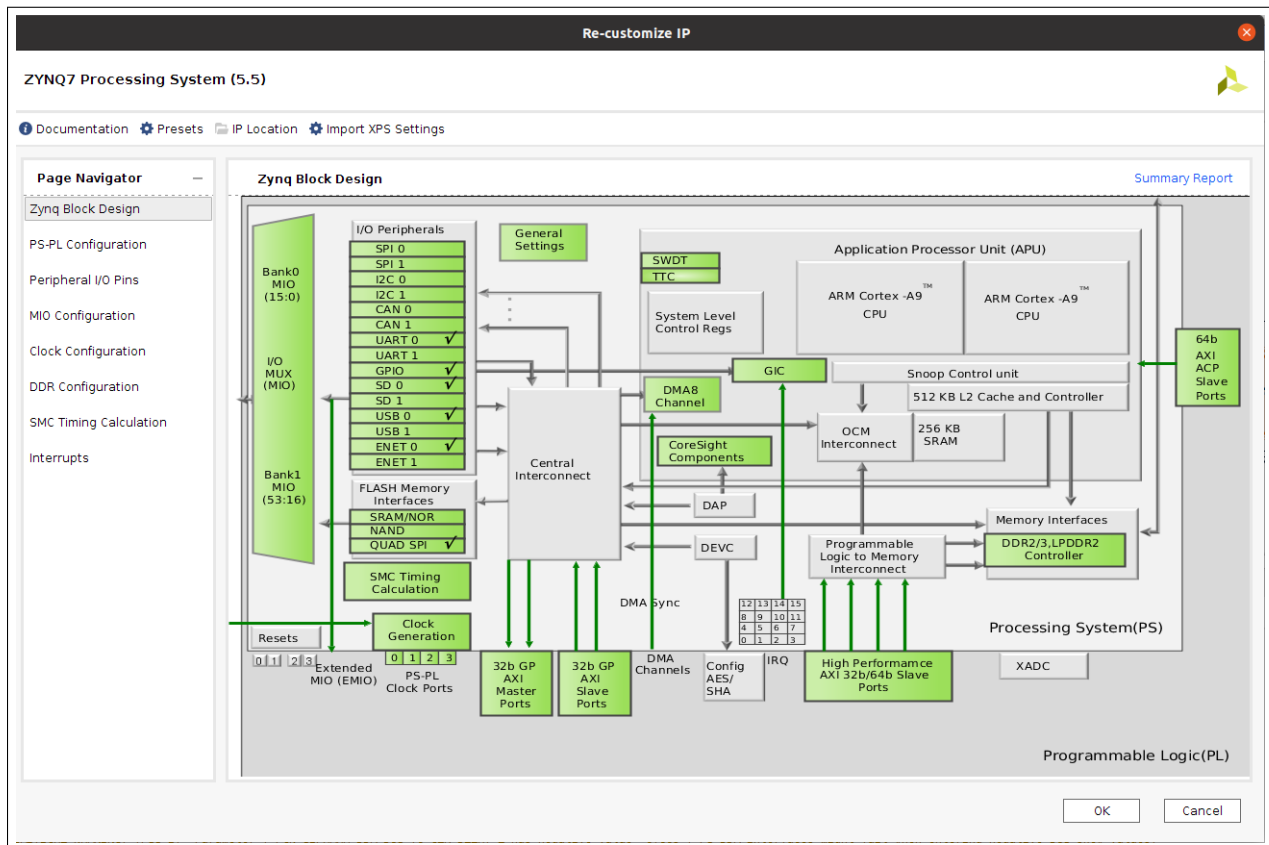 Re-customize IP
ZYNQ7 Processing System (5.5)
Documentation Presets IP Location Import XPS Settings
Page Navigator
Zynq Block Design
PS-PL Configuration
Peripheral I/O Pins
MIO Configuration
Clock Configuration
DDR Configuration
SMC Timing Calculation
Interrupts
Zynq Block Design
Summary Report
Bank0
MIO
(15:0)
I/O
MUX
(MIO)
Bank1
MIO
(53:16)
I/O Peripherals
SPI 0
SPI 1
I2C 0
I2C 1
CAN 0
CAN 1
UART 0 √
UART 1
GPIO √
SD 0 √
SD 1
USB 0 √
USB 1
ENET 0 √
ENET 1
FLASH Memory
Interfaces
SRAM/NOR
NAND
QUAD SPI √
SMC Timing
Calculation
Clock
Generation
0 1 2 3
PS-PL
Clock Ports
Resets
0 1 2 3
Extended
MIO (EMIO)
General
Settings
Central
Interconnect
32b GP
AXI
Master
Ports
32b GP
AXI
Slave
Ports
Application Processor Unit (APU)
SWDT
TTC
System Level
Control Regs
ARM Cortex -A9™
CPU
ARM Cortex -A9™
CPU
GIC
Snoop Control unit
512 KB L2 Cache and Controller
DMA8
Channel
OCM
Interconnect
256 KB
SRAM
CoreSight
Components
DAP
DEVC
Programmable
Logic to Memory
Interconnect
Memory Interfaces
DDR2/3,LPDDR2
Controller
64b
AXI
ACP
Slave
Ports
DMA Sync
12 13 14 15
8 9 10 11
4 5 6 7
0 1 2 3
IRQ
DMA
Channels
Config
AES/
SHA
High Performamce
AXI 32b/64b Slave
Ports
Processing System(PS)
XADC
Programmable Logic(PL)
OK Cancel